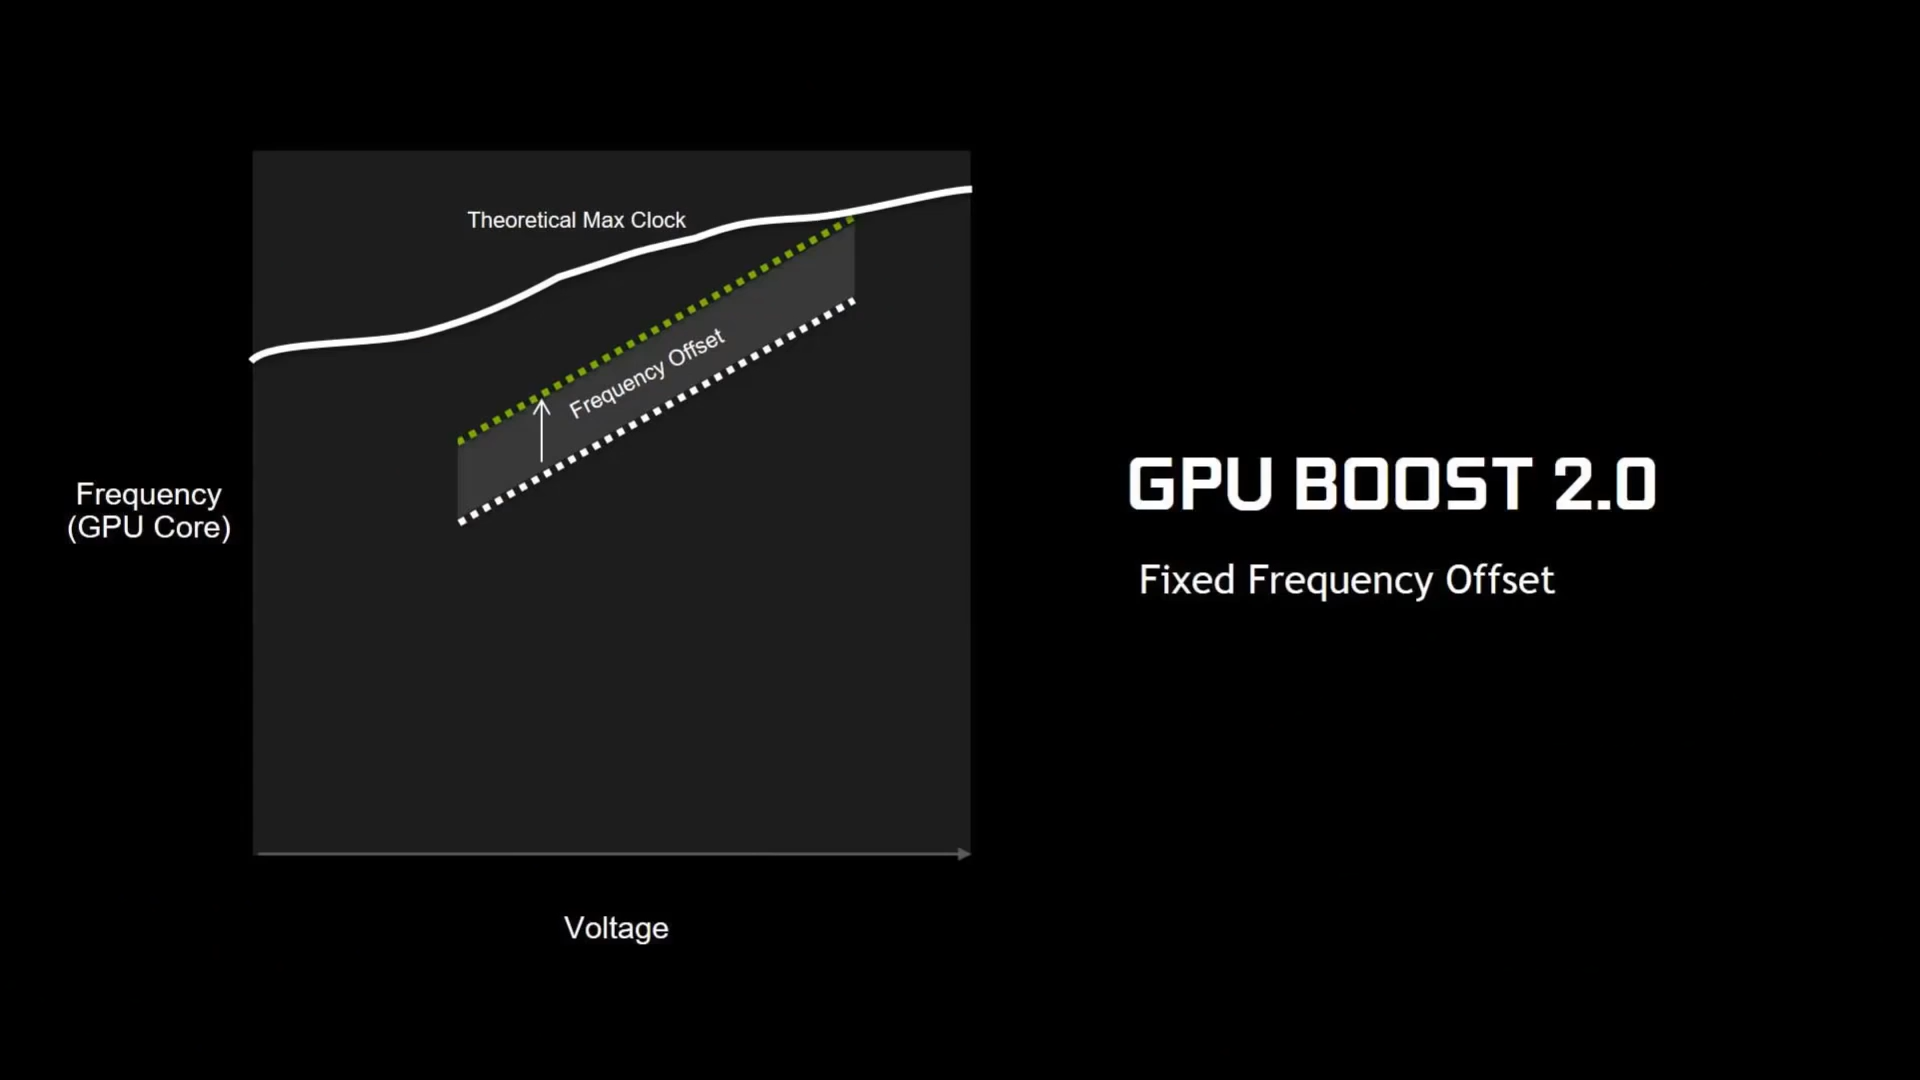 Theoretical Max Clock
Frequency Offset
Frequency
(GPU Core)
Voltage
GPU BOOST 2.0
Fixed Frequency Offset